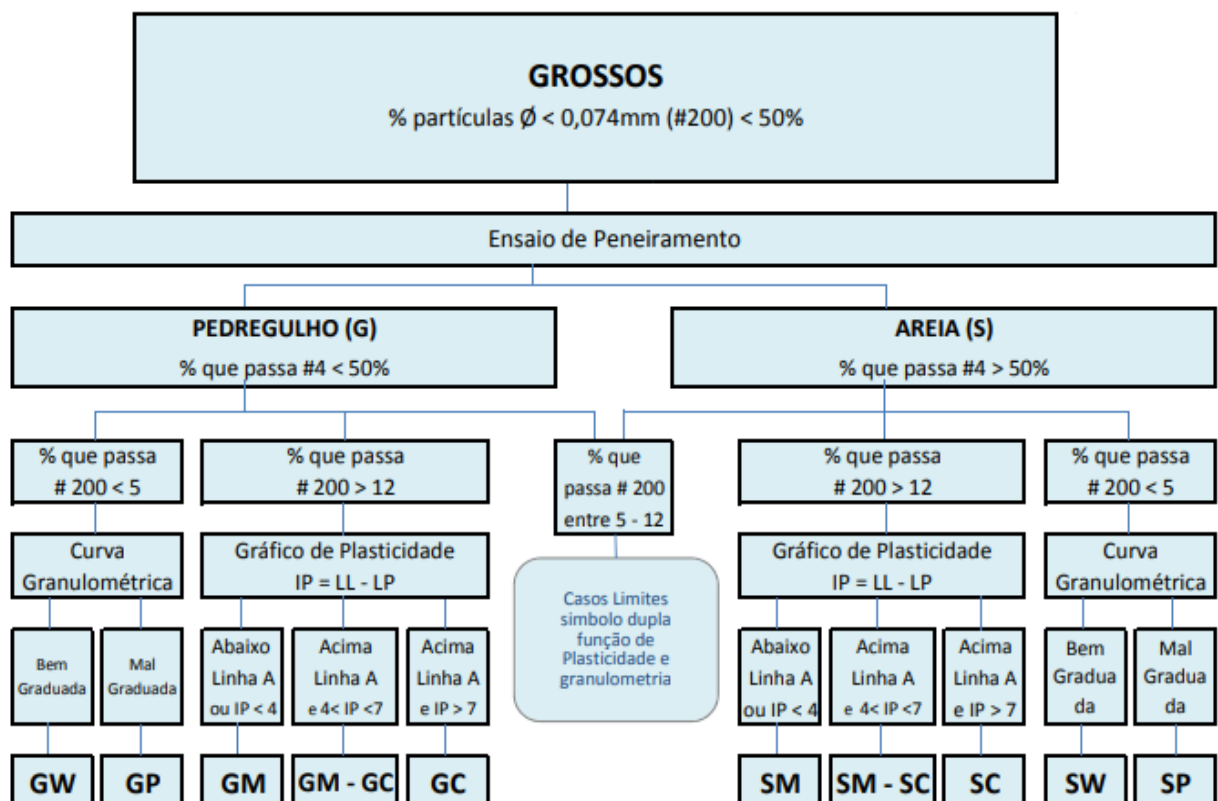 GROSSOS
% partículas Ø < 0,074mm (#200) < 50%
Ensaio de Peneiramento
PEDREGULHO (G)
% que passa #4 < 50%
AREIA (S)
% que passa #4 > 50%
% que passa
# 200 < 5
% que passa
# 200 > 12
% que
passa # 200
entre 5 - 12
% que passa
# 200 > 12
% que passa
# 200 < 5
Curva
Granulométrica
Gráfico de Plasticidade
IP = LL - LP
Casos Limites
simbolo dupla
função de
Plasticidade e
granulometria
Gráfico de Plasticidade
IP = LL - LP
Curva
Granulométrica
Bem
Graduada
Mal
Graduada
Abaixo
Linha A
ou IP < 4
Acima
Linha A
e 4< IP <7
Acima
Linha A
e IP > 7
Abaixo
Linha A
ou IP < 4
Acima
Linha A
e 4< IP <7
Acima
Linha A
e IP > 7
Bem
Gradua
da
Mal
Gradua
da
GW
GP
GM
GM - GC
GC
SM
SM - SC
SC
SW
SP